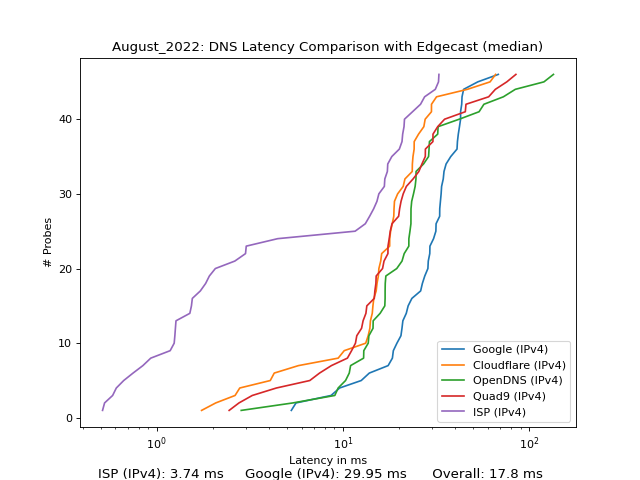 August_2022: DNS Latency Comparison with Edgecast (median)
# Probes
40
30
20
10
0
Google (IPv4)
Cloudflare (IPv4)
OpenDNS (IPv4)
Quad9 (IPv4)
ISP (IPv4)
10⁰ 10¹ 10²
Latency in ms
ISP (IPv4): 3.74 ms Google (IPv4): 29.95 ms Overall: 17.8 ms